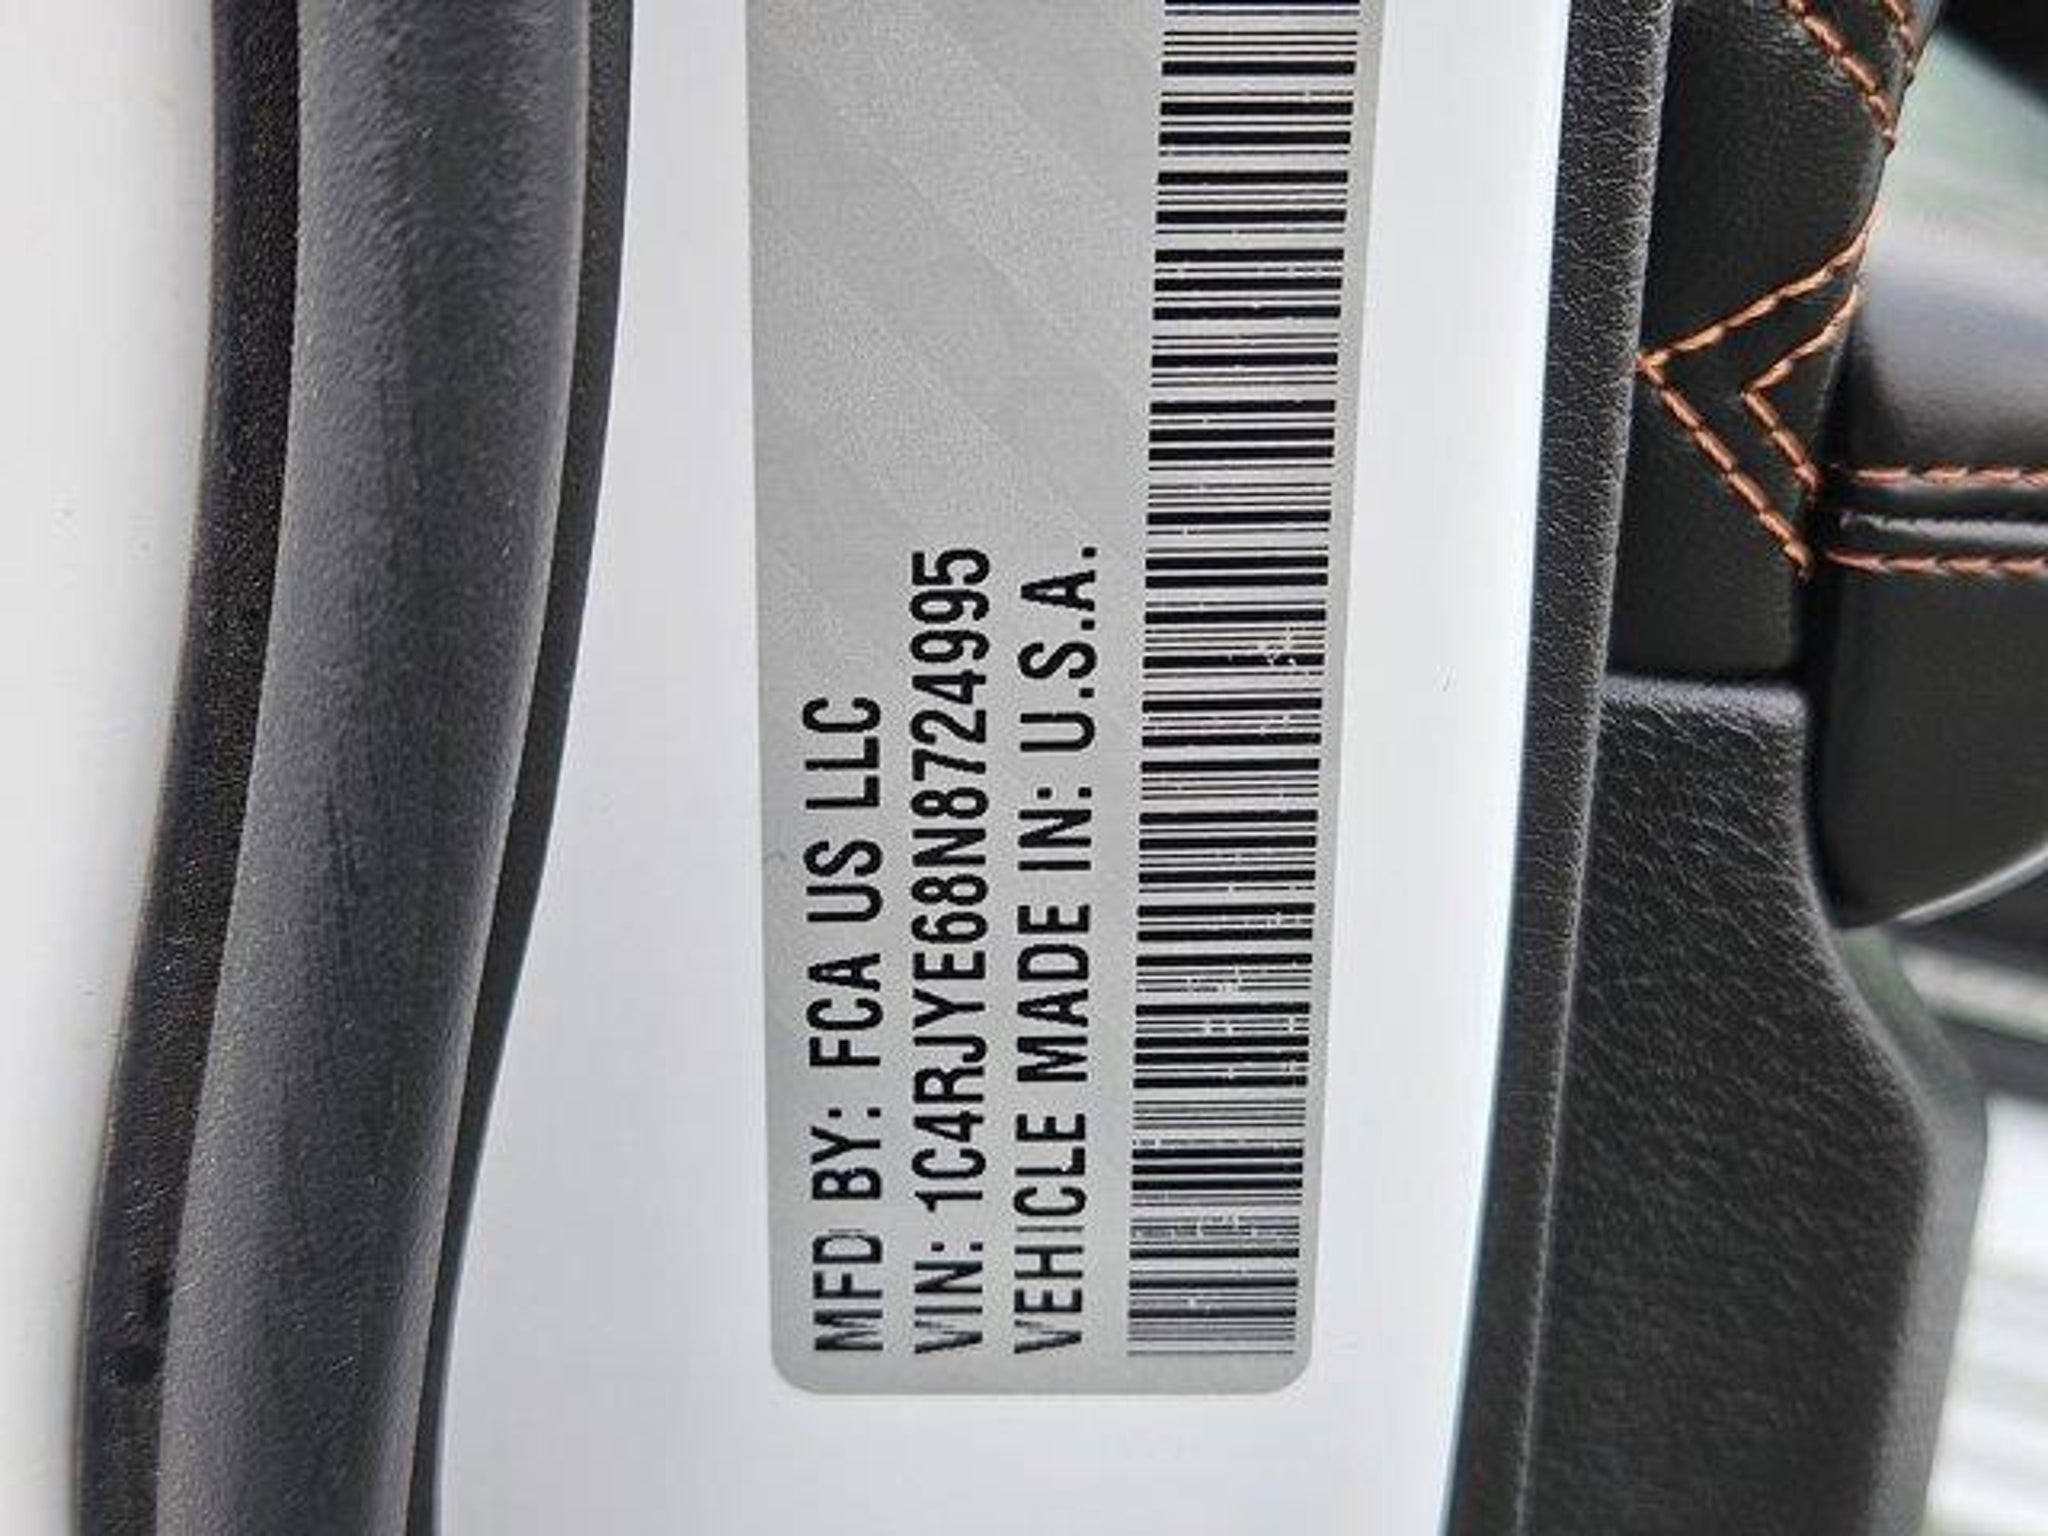 MFD BY: FCA US LLC
VIN: 1C4RJYE68N8724995
VEHICLE MADE IN: U.S.A.